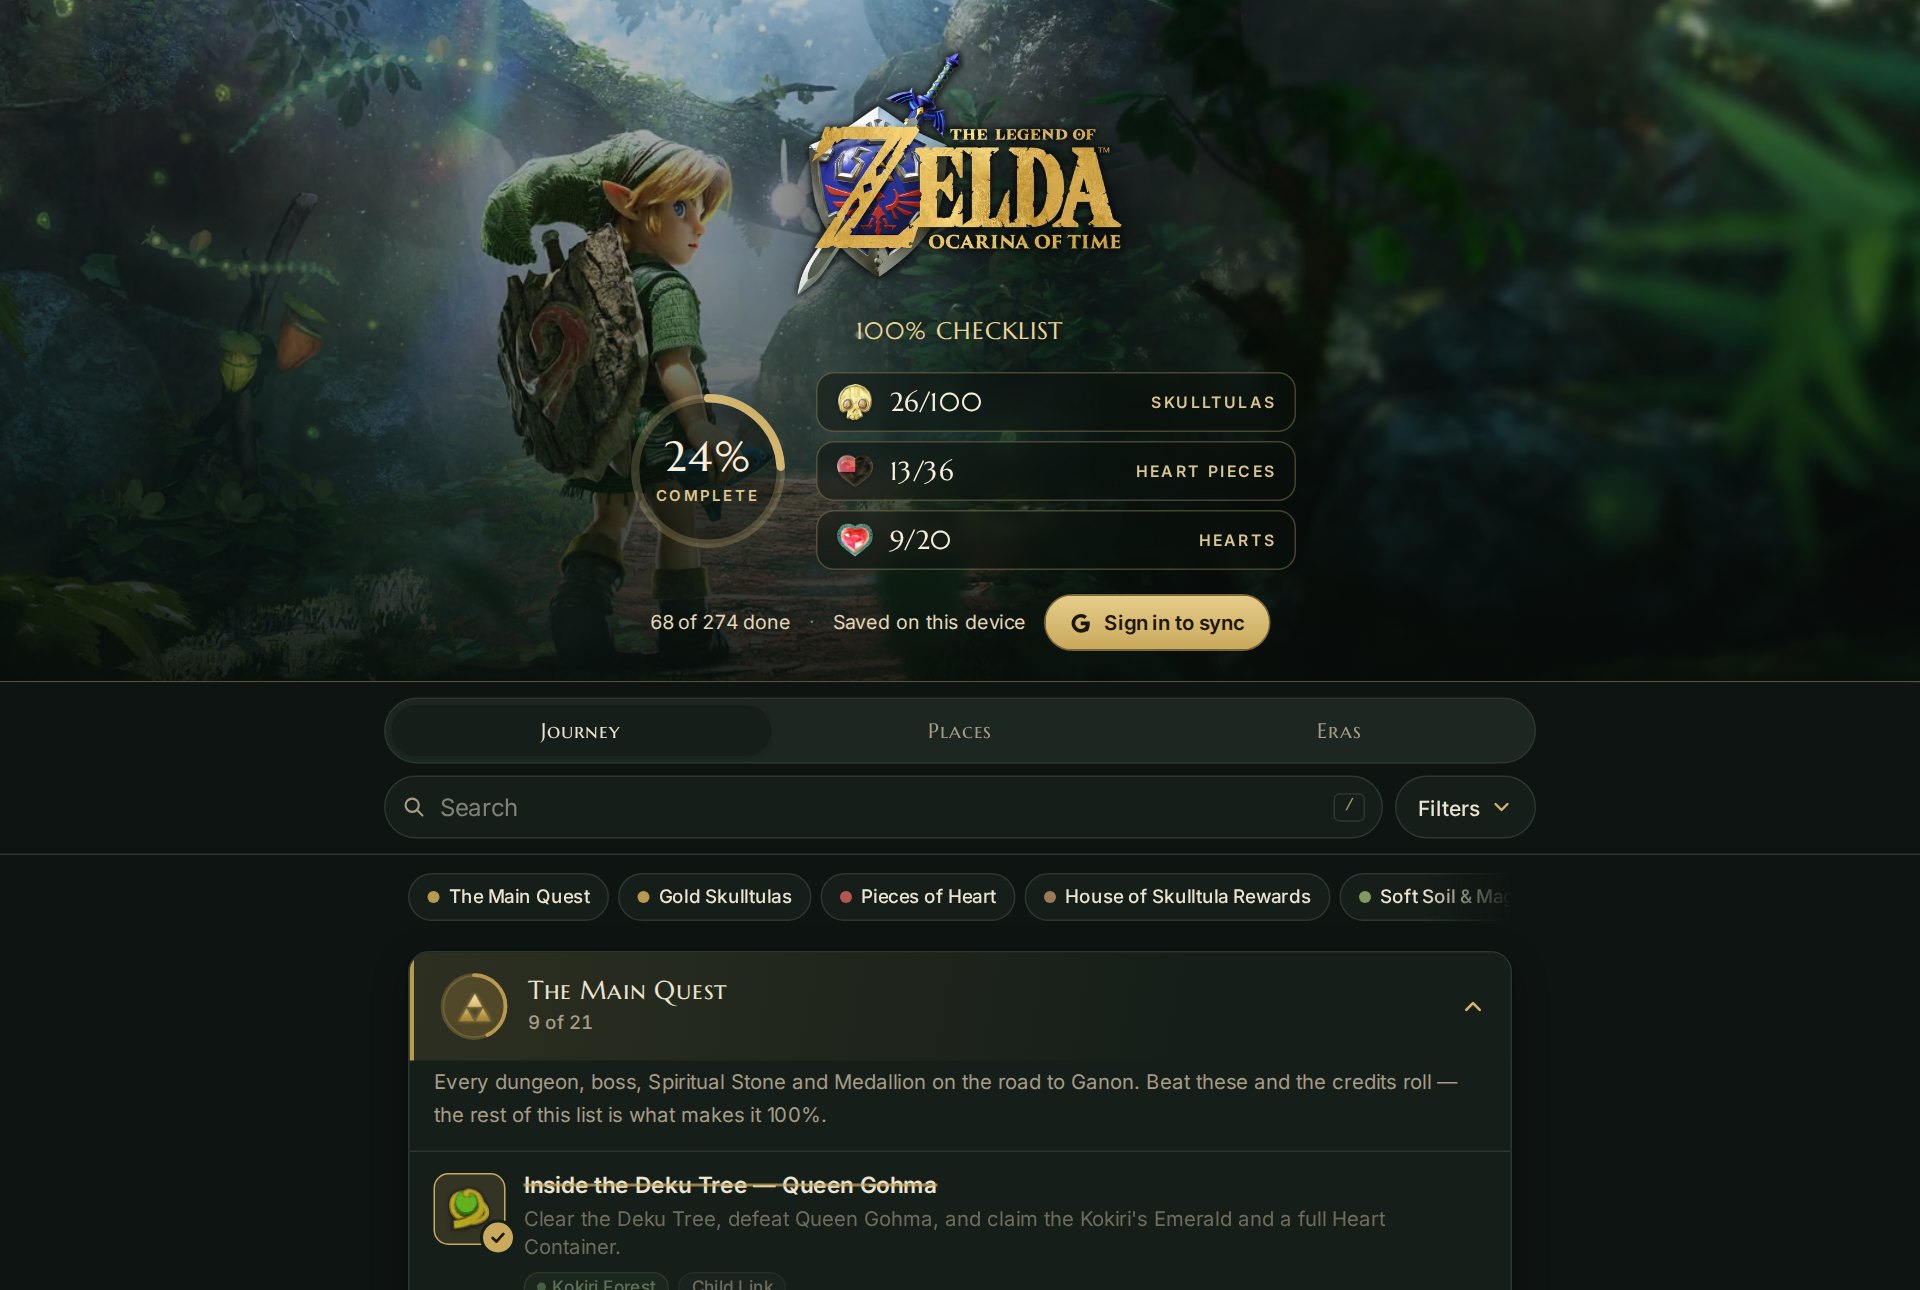 THE LEGEND OF
ZELDA™
OCARINA OF TIME
100% CHECKLIST
24%
COMPLETE
26/100 SKULLTULAS
13/36 HEART PIECES
9/20 HEARTS
68 of 274 done · Saved on this device G Sign in to sync
Journey Places Eras
Search / Filters
The Main Quest Gold Skulltulas Pieces of Heart House of Skulltula Rewards Soft Soil &
The Main Quest
9 of 21
Every dungeon, boss, Spiritual Stone and Medallion on the road to Ganon. Beat these and the credits roll —
the rest of this list is what makes it 100%.
Inside the Deku Tree — Queen Gohma
Clear the Deku Tree, defeat Queen Gohma, and claim the Kokiri's Emerald and a full Heart
Container.
Kokiri Forest Child Link